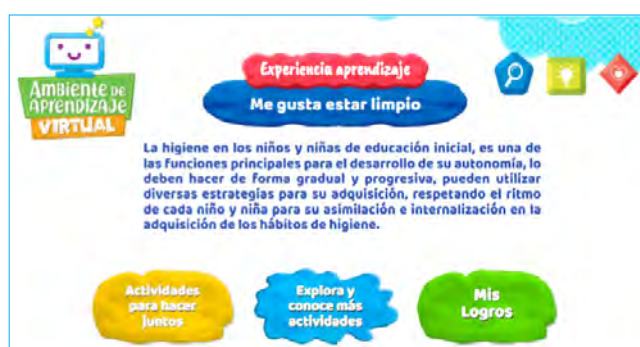 AMBIENTE DE
APRENDIZAJE
VIRTUAL
Experiencia aprendizaje
Me gusta estar limpio
La higiene en los niños y niñas de educación inicial, es una de
las funciones principales para el desarrollo de su autonomía, lo
deben hacer de forma gradual y progresiva, pueden utilizar
diversas estrategias para su adquisición, respetando el ritmo
de cada niño y niña para su asimilación e internalización en la
adquisición de los hábitos de higiene.
Actividades
para hacer
juntos
Explora y
conoce más
actividades
Mis
Logros